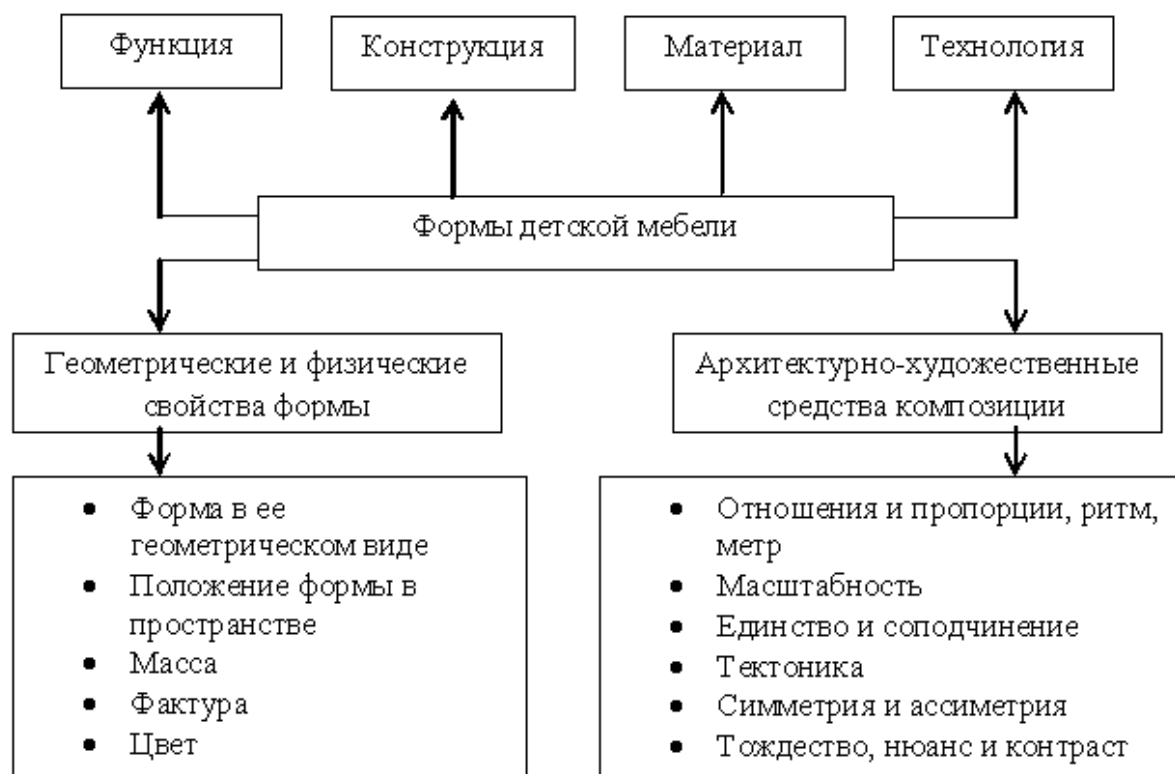 Функция
Конструкция
Материал
Технология
Формы детской мебели
Геометрические и физические
свойства формы
Архитектурно-художественные
средства композиции
• Форма в ее
геометрическом виде
• Положение формы в
пространстве
• Масса
• Фактура
• Цвет
• Отношения и пропорции, ритм,
метр
• Масштабность
• Единство и соподчинение
• Тектоника
• Симметрия и ассиметрия
• Тождество, нюанс и контраст